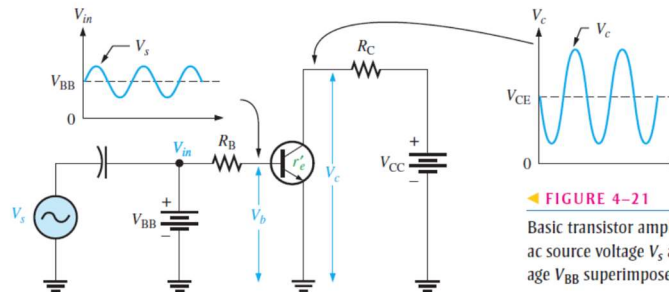 V_in
V_s
V_BB
0
V_c
V_c
V_CE
0
R_C
V_in
R_B
r'_e
V_c
V_CC
+
−
V_s
V_BB
+
−
V_b
◀ FIGURE 4–21
Basic transistor amp
ac source voltage V_s a
age V_BB superimpose